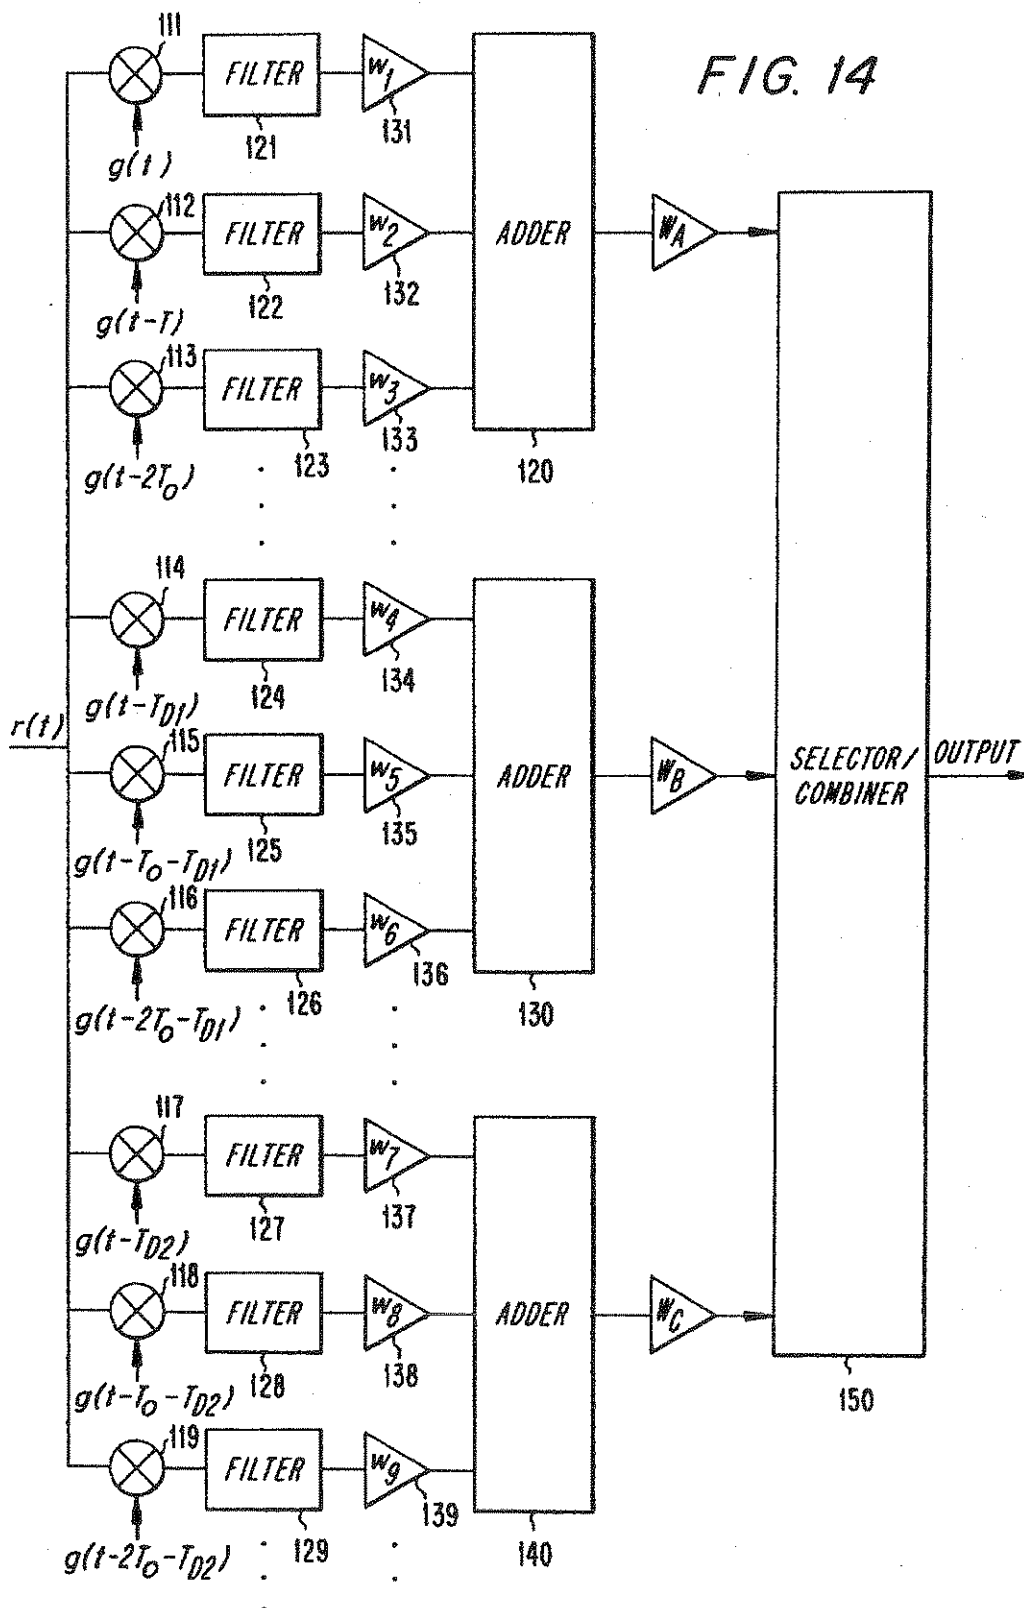 FIG. 14
111
FILTER
w1
131
121
g(t)
112
FILTER
w2
ADDER
WA
132
122
g(t-T)
113
FILTER
w3
133
123
120
g(t-2To)
114
FILTER
w4
134
124
g(t-TD1)
r(t)
115
FILTER
w5
ADDER
WB
SELECTOR/
COMBINER
OUTPUT
135
125
g(t-To-TD1)
116
FILTER
w6
136
126
130
g(t-2To-TD1)
117
FILTER
w7
137
127
g(t-TD2)
118
FILTER
w8
ADDER
WC
138
128
150
g(t-To-TD2)
119
FILTER
w9
139
129
140
g(t-2To-TD2)